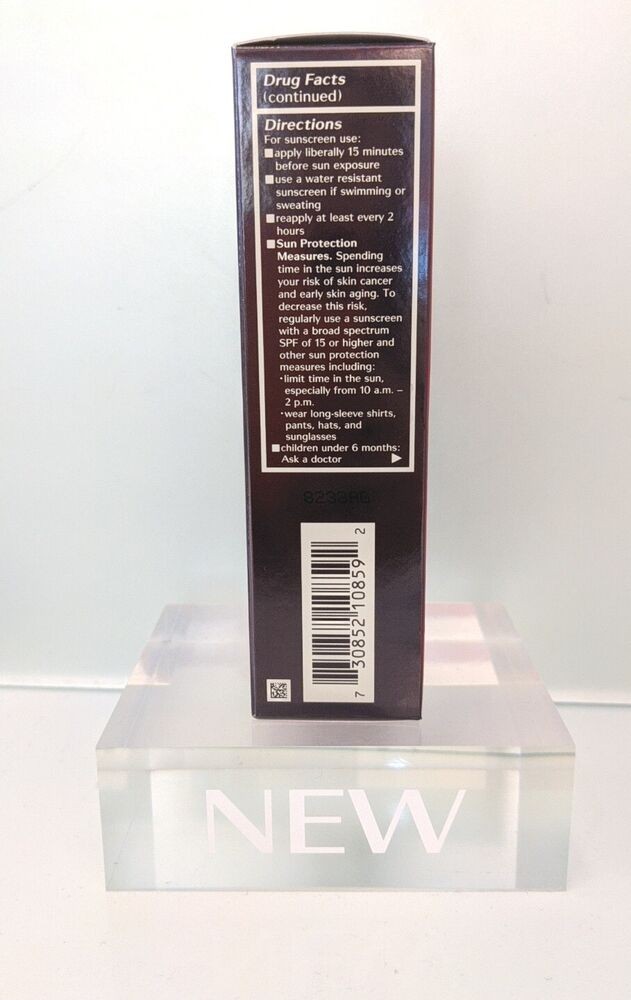 Drug Facts
(continued)
Directions
For sunscreen use:
■ apply liberally 15 minutes
before sun exposure
■ use a water resistant
sunscreen if swimming or
sweating
■ reapply at least every 2
hours
■ Sun Protection
Measures. Spending
time in the sun increases
your risk of skin cancer
and early skin aging. To
decrease this risk,
regularly use a sunscreen
with a broad spectrum
SPF of 15 or higher and
other sun protection
measures including:
·limit time in the sun,
especially from 10 a.m. –
2 p.m.
·wear long-sleeve shirts,
pants, hats, and
sunglasses
■ children under 6 months:
Ask a doctor ▶
7 30852 10859 2
NEW